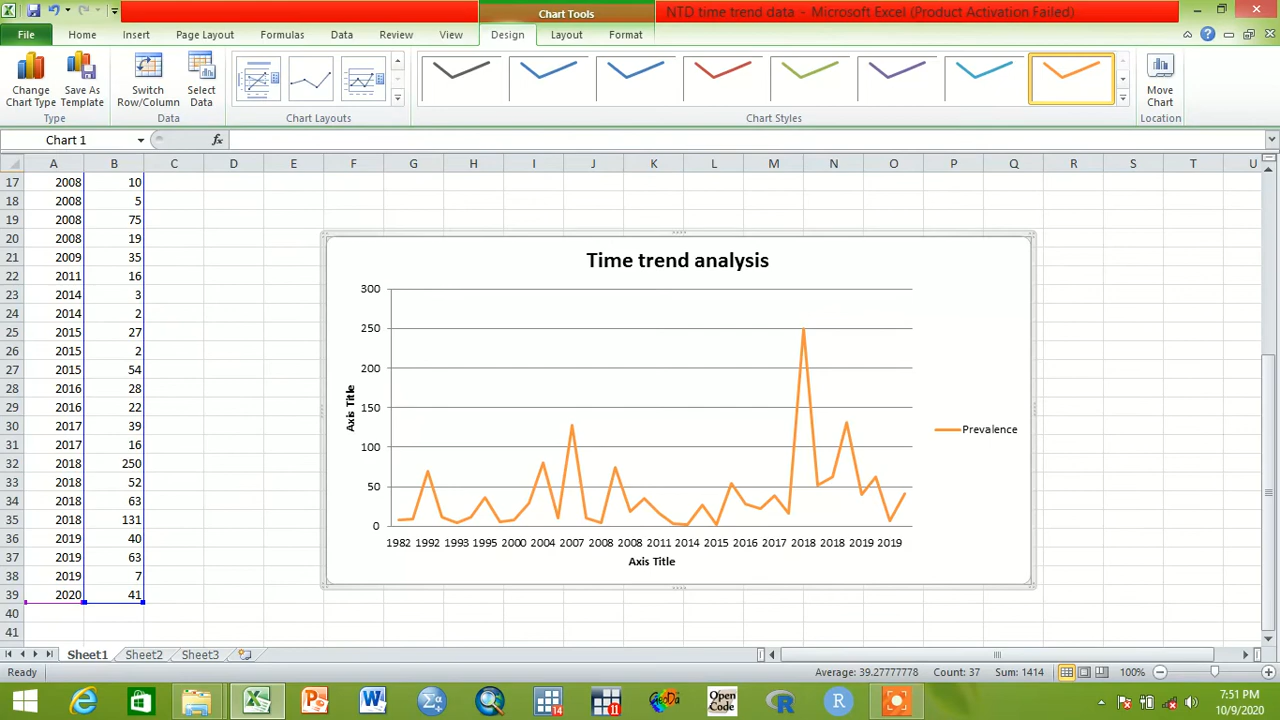 Chart Tools
NTD time trend data - Microsoft Excel (Product Activation Failed)
File Home Insert Page Layout Formulas Data Review View Design Layout Format
Change Chart Type
Save As Template
Type
Switch Row/Column
Select Data
Data
Chart Layouts
Chart Styles
Move Chart
Location
Chart 1
fx
A B C D E F G H I J K L M N O P Q R S T U
17 2008 10
18 2008 5
19 2008 75
20 2008 19
21 2009 35
22 2011 16
23 2014 3
24 2014 2
25 2015 27
26 2015 2
27 2015 54
28 2016 28
29 2016 22
30 2017 39
31 2017 16
32 2018 250
33 2018 52
34 2018 63
35 2018 131
36 2019 40
37 2019 63
38 2019 7
39 2020 41
40
41
Time trend analysis
300
250
200
150
100
50
0
Axis Title
1982 1992 1993 1995 2000 2004 2007 2008 2011 2014 2015 2016 2017 2018 2018 2019 2019
Axis Title
Prevalence
Sheet1 Sheet2 Sheet3
Ready
Average: 39.27777778 Count: 37 Sum: 1414
100%
14
11
GeoDa
Open Code
R
R
7:51 PM
10/9/2020